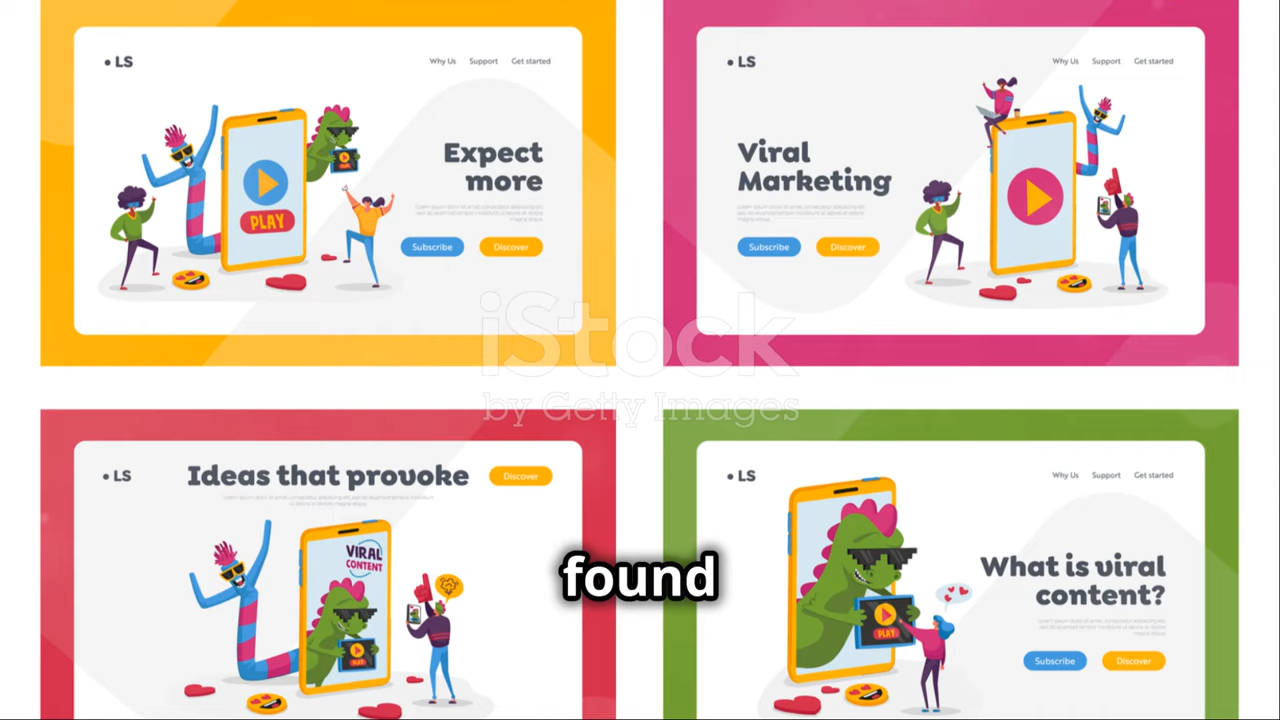 • LS
Why Us Support Get started
Expect
more
Subscribe Discover
PLAY
PLAY
• LS
Why Us Support Get started
Viral
Marketing
Subscribe Discover
iStock
by Getty Images
• LS
Ideas that provoke
Discover
VIRAL
CONTENT
PLAY
found
• LS
Why Us Support Get started
What is viral
content?
Subscribe Discover
PLAY